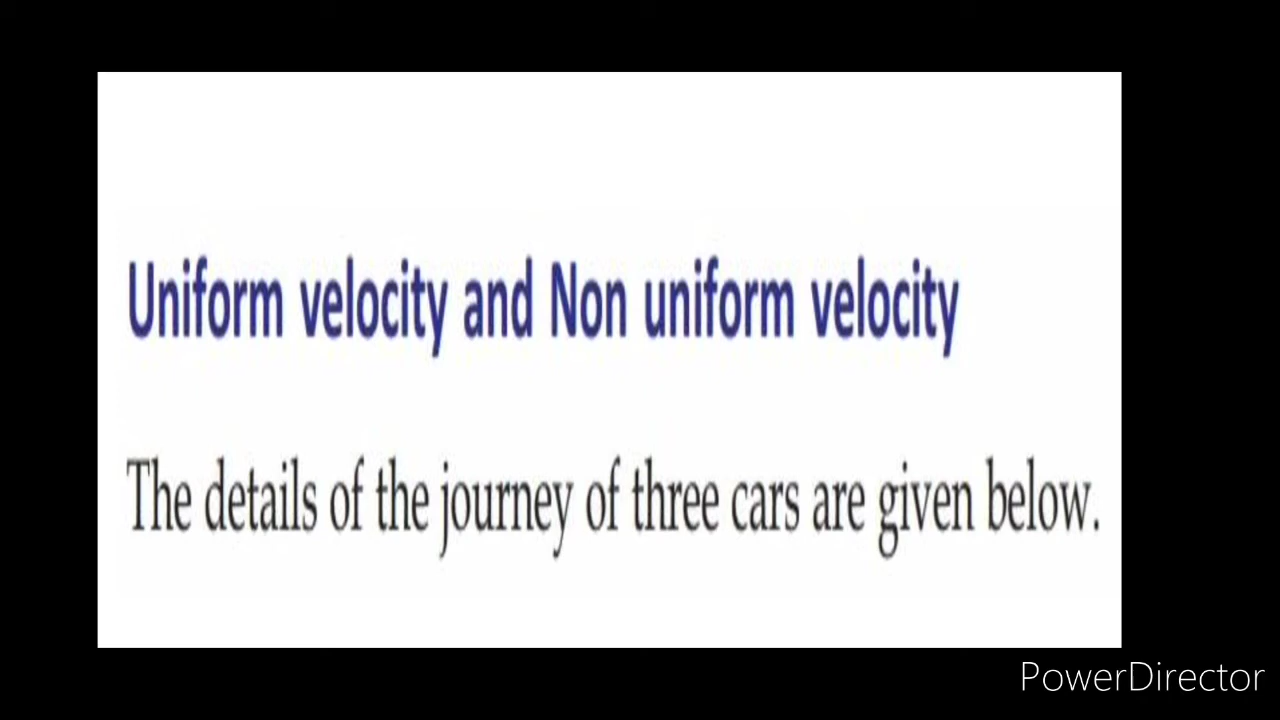 Uniform velocity and Non uniform velocity
The details of the journey of three cars are given below.
PowerDirector